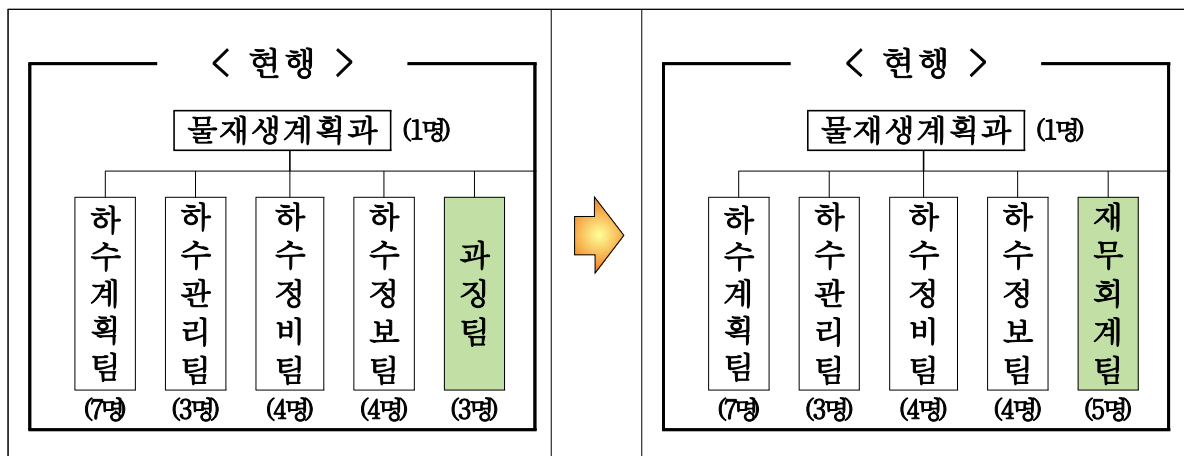 < 현행 >
물재생계획과 (1명)
하수계획팀
(7명)
하수관리팀
(3명)
하수정비팀
(4명)
하수정보팀
(4명)
과징팀
(3명)
< 현행 >
물재생계획과 (1명)
하수계획팀
(7명)
하수관리팀
(3명)
하수정비팀
(4명)
하수정보팀
(4명)
재무회계팀
(5명)